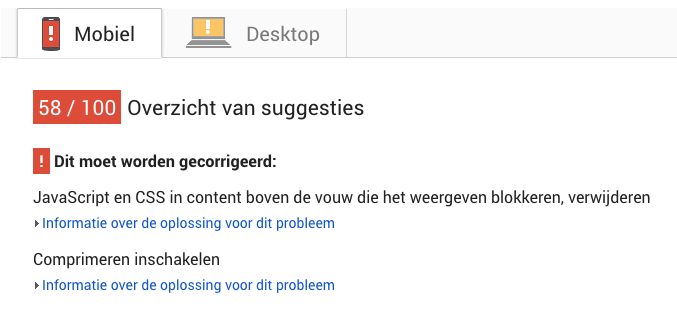 Mobiel
Desktop
58 / 100 Overzicht van suggesties
! Dit moet worden gecorrigeerd:
JavaScript en CSS in content boven de vouw die het weergeven blokkeren, verwijderen
Informatie over de oplossing voor dit probleem
Comprimeren inschakelen
Informatie over de oplossing voor dit probleem